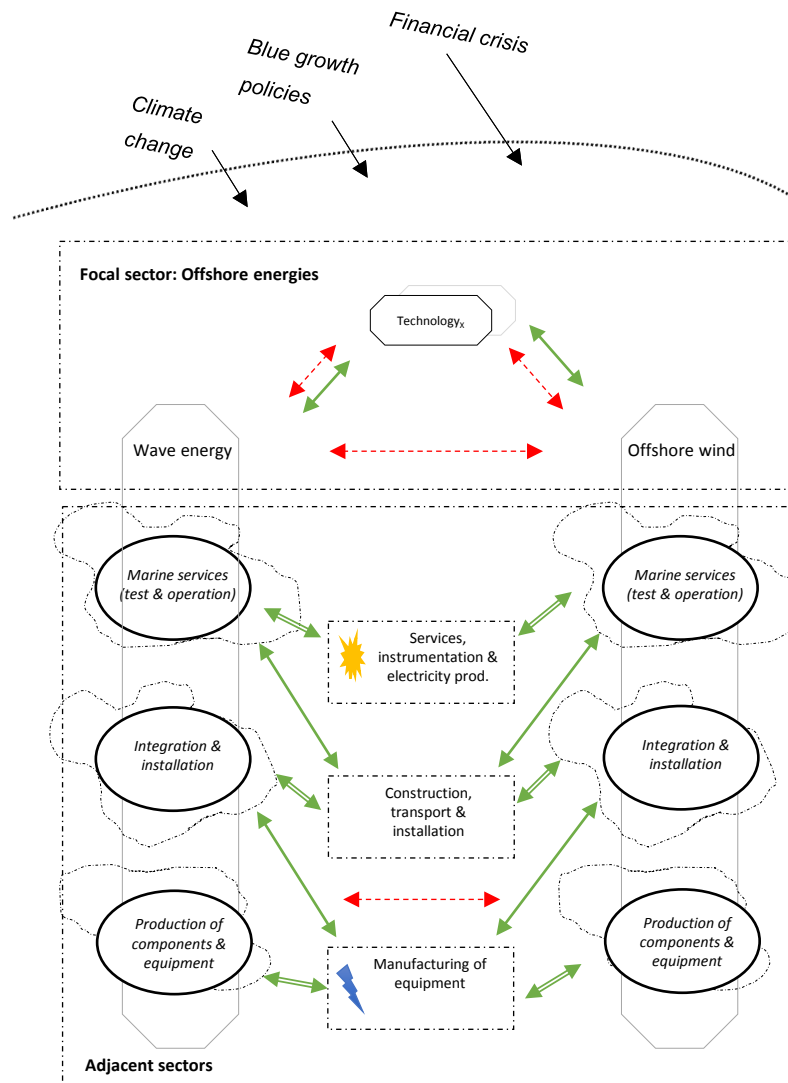 Financial crisis
Blue growth
policies
Climate
change
Focal sector: Offshore energies
Technologyx
Wave energy
Offshore wind
Marine services
(test & operation)
Services,
instrumentation &
electricity prod.
Marine services
(test & operation)
Integration &
installation
Construction,
transport &
installation
Integration &
installation
Production of
components &
equipment
Manufacturing of
equipment
Production of
components &
equipment
Adjacent sectors